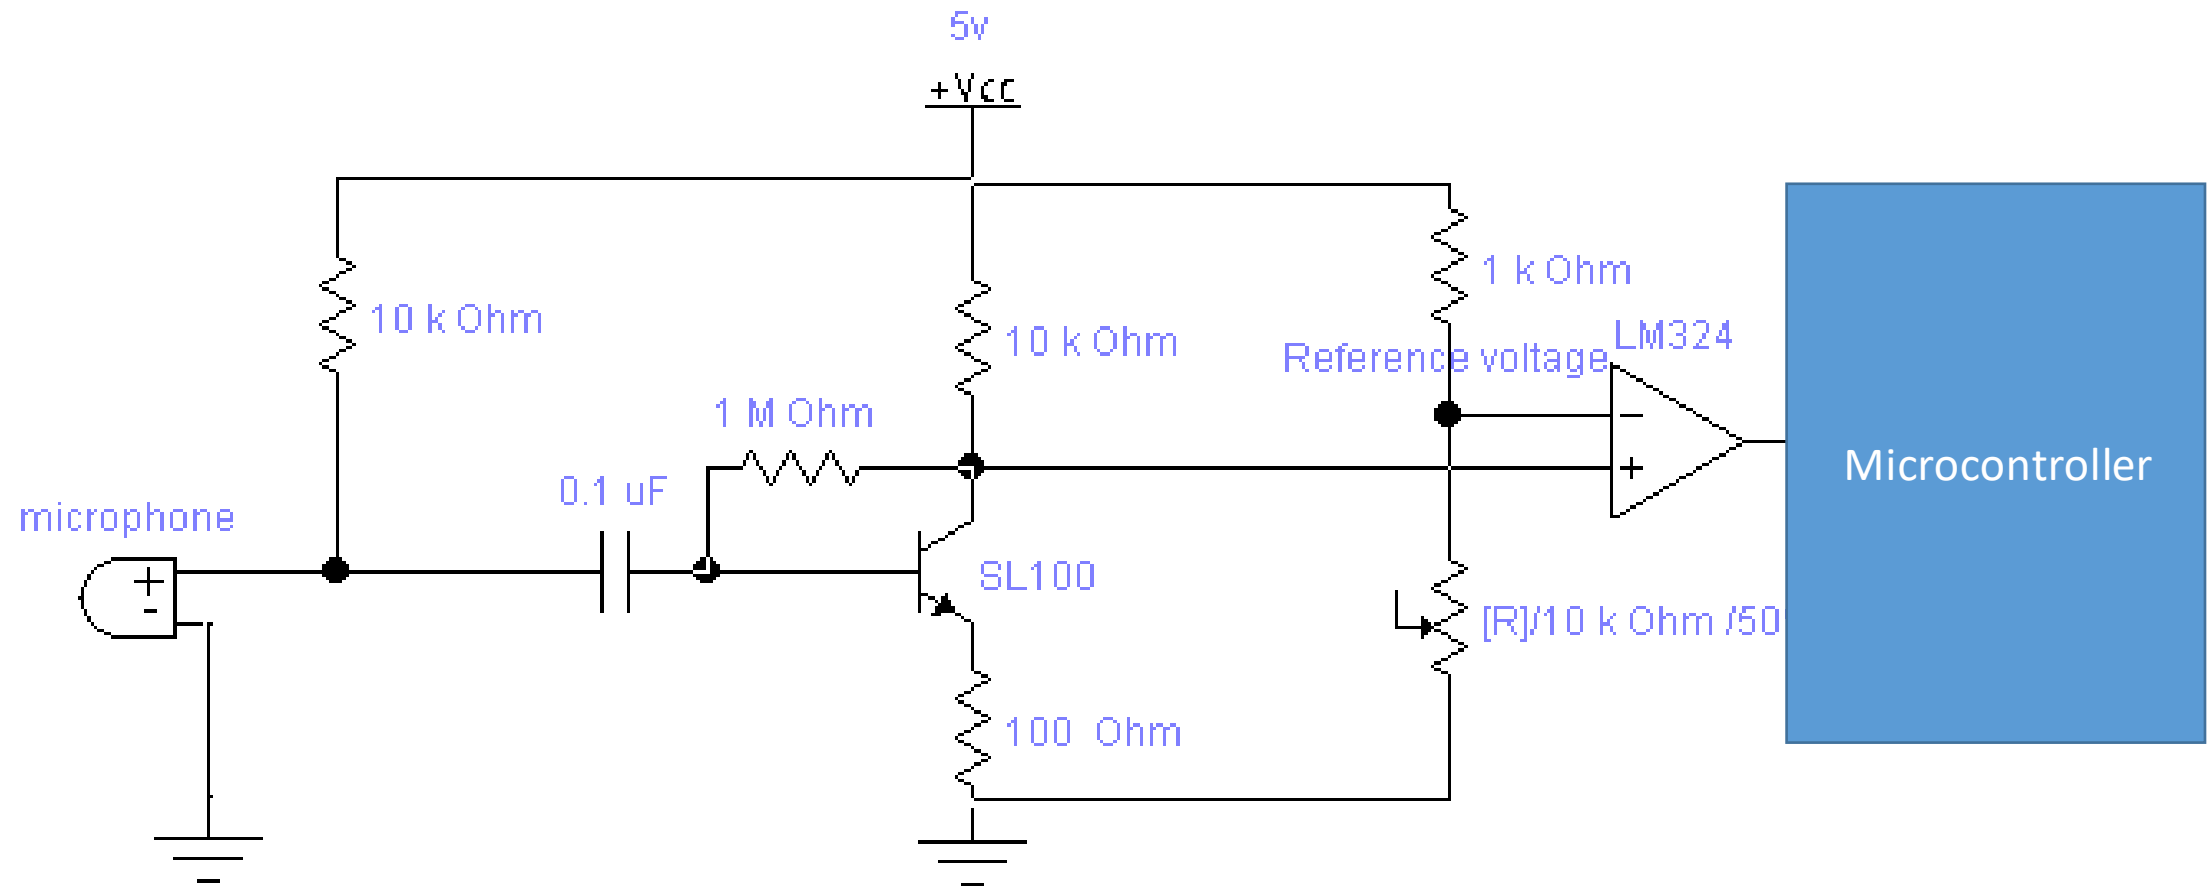 5v
+Vcc
10 k Ohm
10 k Ohm
1 k Ohm
LM324
Reference voltage
1 M Ohm
0.1 uF
microphone
SL100
[R]/10 k Ohm /50
100 Ohm
Microcontroller
+
-
−
+